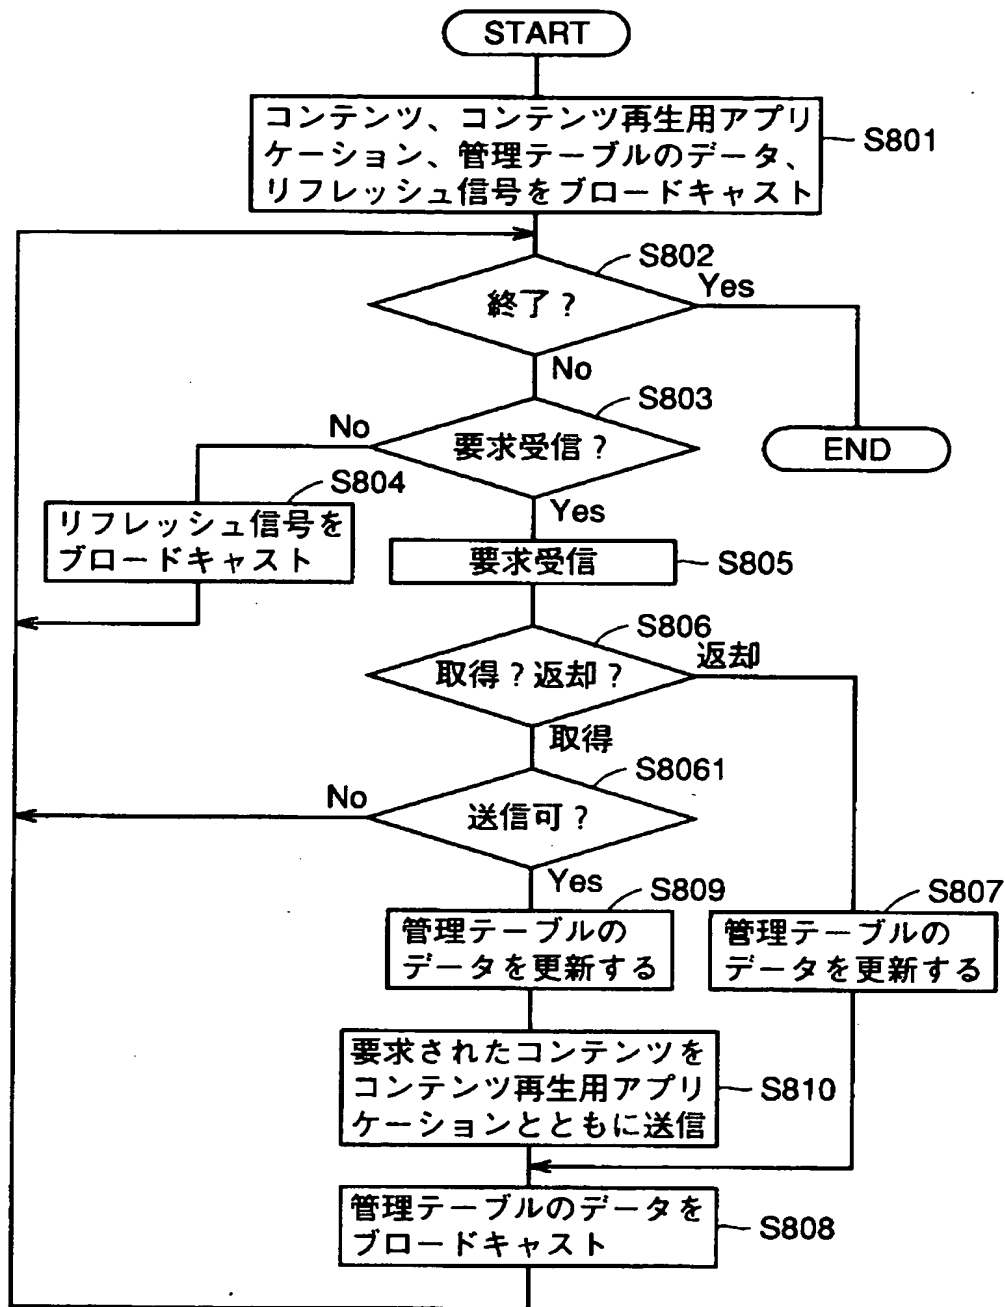 START
コンテンツ、コンテンツ再生用アプリ
ケーション、管理テーブルのデータ、
リフレッシュ信号をブロードキャスト
S801
S802
終了？
Yes
No
S803
要求受信？
No
END
S804
リフレッシュ信号を
ブロードキャスト
Yes
要求受信
S805
S806
取得？返却？
返却
取得
S8061
送信可？
No
Yes
S809
管理テーブルの
データを更新する
S807
管理テーブルの
データを更新する
要求されたコンテンツを
コンテンツ再生用アプリ
ケーションとともに送信
S810
管理テーブルのデータを
ブロードキャスト
S808